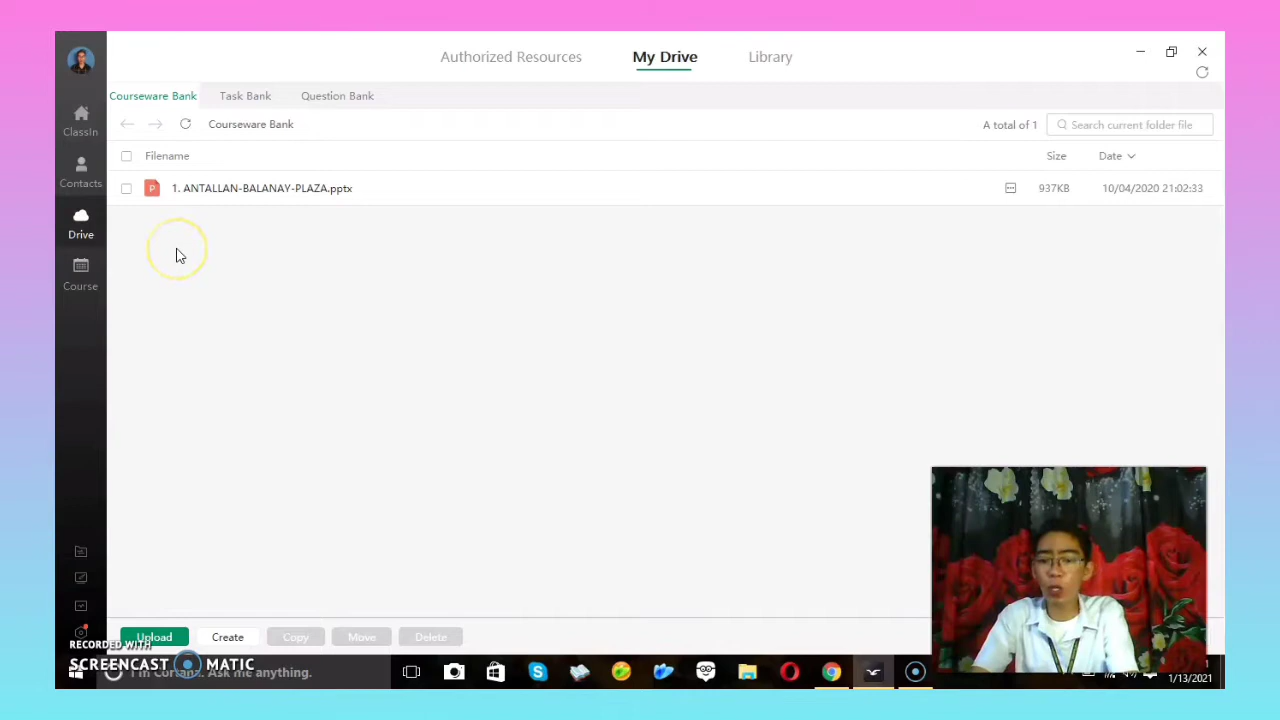 Authorized Resources My Drive Library
Courseware Bank Task Bank Question Bank
ClassIn
Courseware Bank A total of 1 Search current folder file
Filename Size Date
Contacts
1. ANTALLAN-BALANAY-PLAZA.pptx 937KB 10/04/2020 21:02:33
Drive
Course
Upload Create Copy Move Delete
RECORDED WITH
SCREENCAST MATIC
I'm Cortana. Ask me anything.
1/13/2021